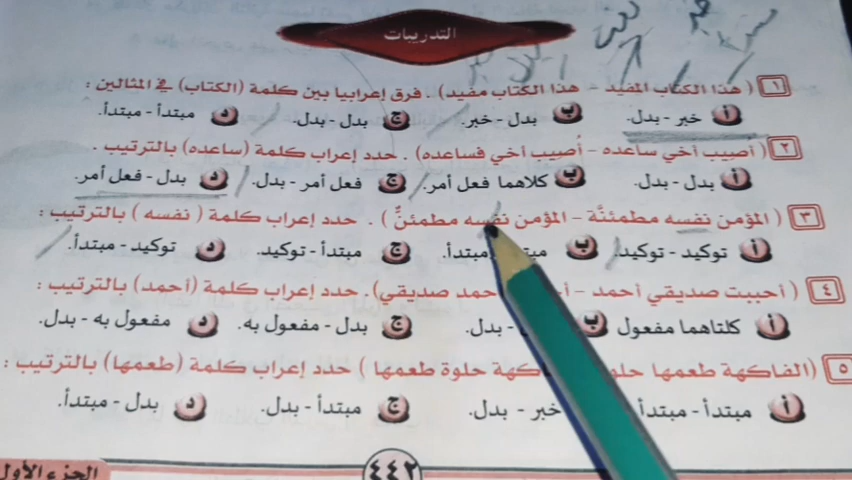 التدريبات
١ ( هذا الكتاب المفيد - هذا الكتاب مفيد) . فرق إعرابيا بين كلمة (الكتاب) في المثالين :
أ خبر - بدل. ب بدل - خبر. ج بدل - بدل. د مبتدأ - مبتدأ.
٢ ( أصيب أخي ساعده - أُصيب أخي فساعده) . حدد إعراب كلمة (ساعده) بالترتيب .
أ بدل - بدل. ب كلاهما فعل أمر. ج فعل أمر - بدل. د بدل - فعل أمر.
٣ ( المؤمن نفسه مطمئنَّة - المؤمن نفسه مطمئنٌّ ) . حدد إعراب كلمة ( نفسه ) بالترتيب :
أ توكيد - توكيد. ب مبتدأ. ج مبتدأ - توكيد. د توكيد - مبتدأ.
٤ ( أحببت صديقي أحمد - أحمد صديقي). حدد إعراب كلمة (أحمد) بالترتيب :
أ كلتاهما مفعول ب - بدل. ج بدل - مفعول به. د مفعول به - بدل.
٥ (الفاكهة طعمها حلو حلوة طعمها ) حدد إعراب كلمة (طعمها) بالترتيب :
أ مبتدأ - مبتدأ خبر - بدل. ج مبتدأ - بدل. د بدل - مبتدأ.
٤٤٢
الجزء الأول